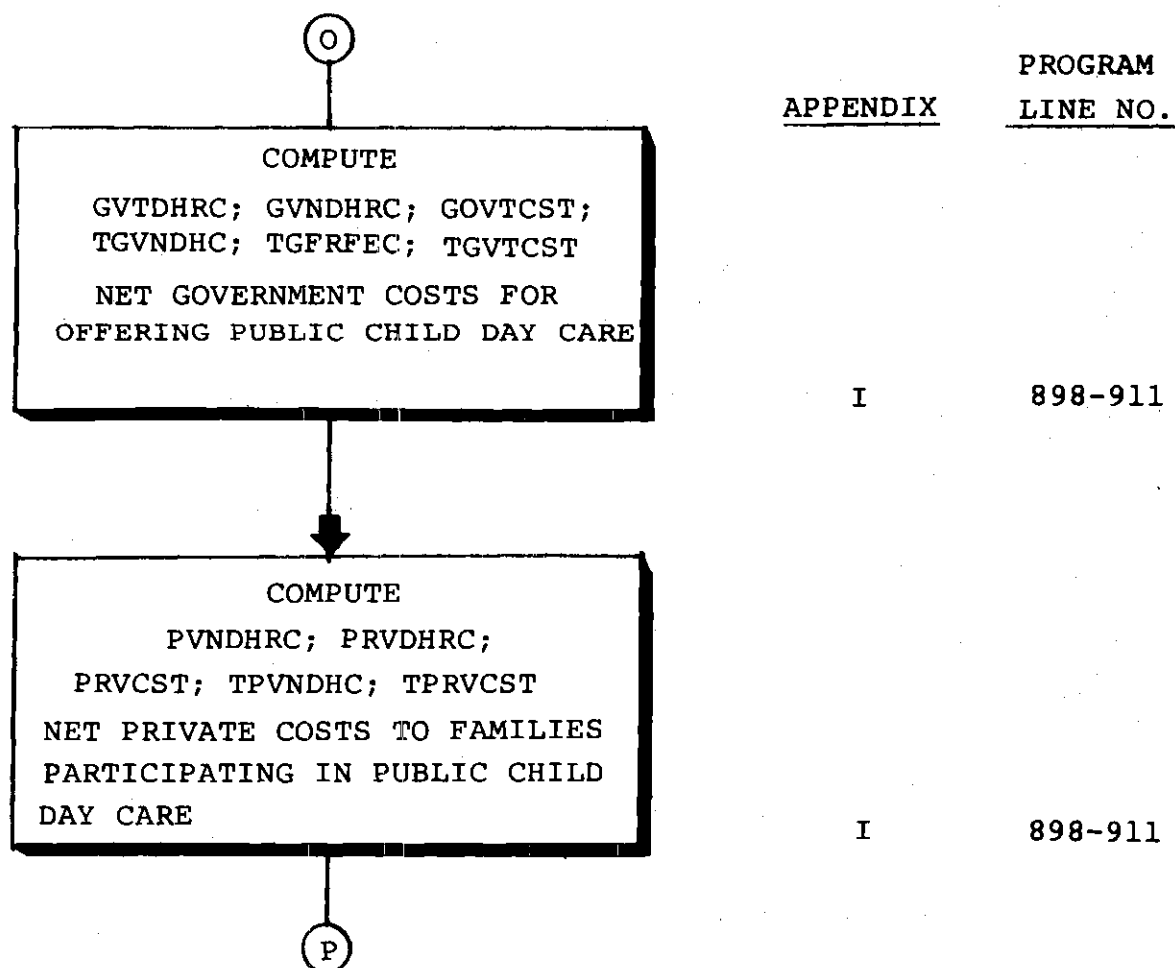 O
PROGRAM
APPENDIX LINE NO.
COMPUTE
GVTDHRC; GVNDHRC; GOVTCST;
TGVNDHC; TGFRFEC; TGVTCST
NET GOVERNMENT COSTS FOR
OFFERING PUBLIC CHILD DAY CARE
I 898-911
COMPUTE
PVNDHRC; PRVDHRC;
PRVCST; TPVNDHC; TPRVCST
NET PRIVATE COSTS TO FAMILIES
PARTICIPATING IN PUBLIC CHILD
DAY CARE
I 898-911
P